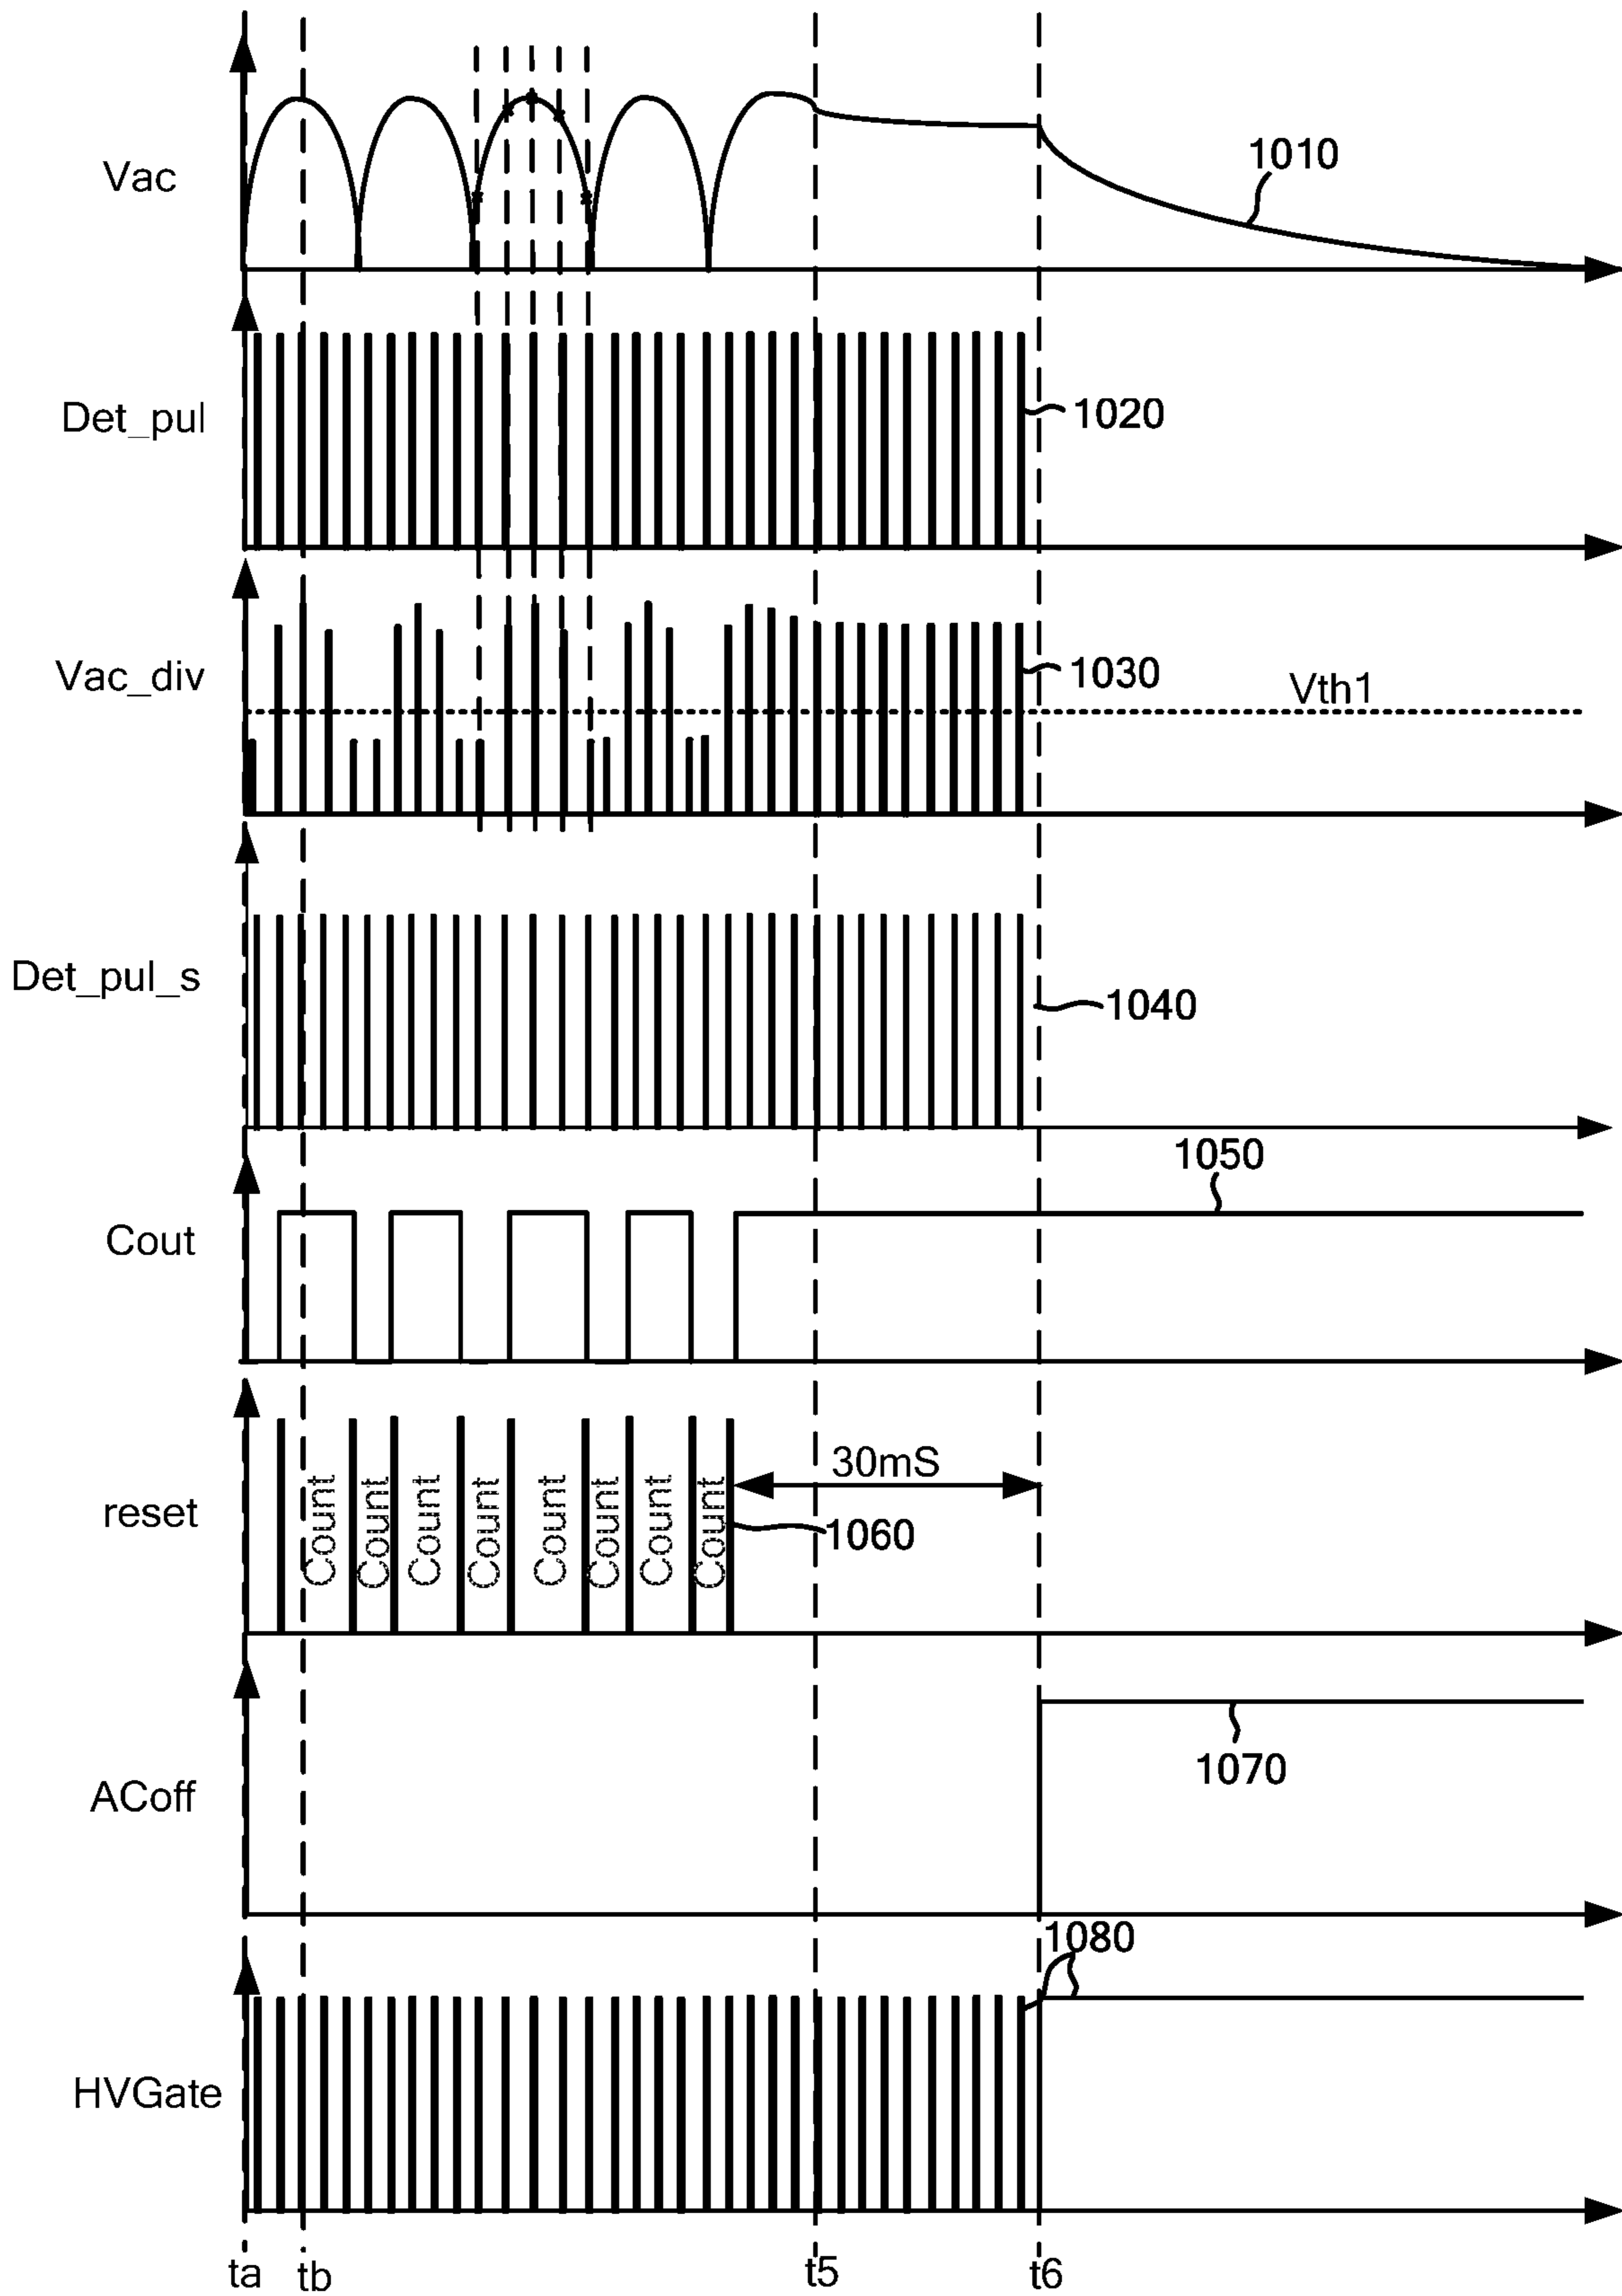 1010
Vac
Det_pul
1020
Vac_div
1030
Vth1
Det_pul_s
1040
1050
Cout
30mS
reset
Count
Count
Count
Count
Count
Count
Count
Count
1060
1070
ACoff
1080
HVGate
ta
tb
t5
t6